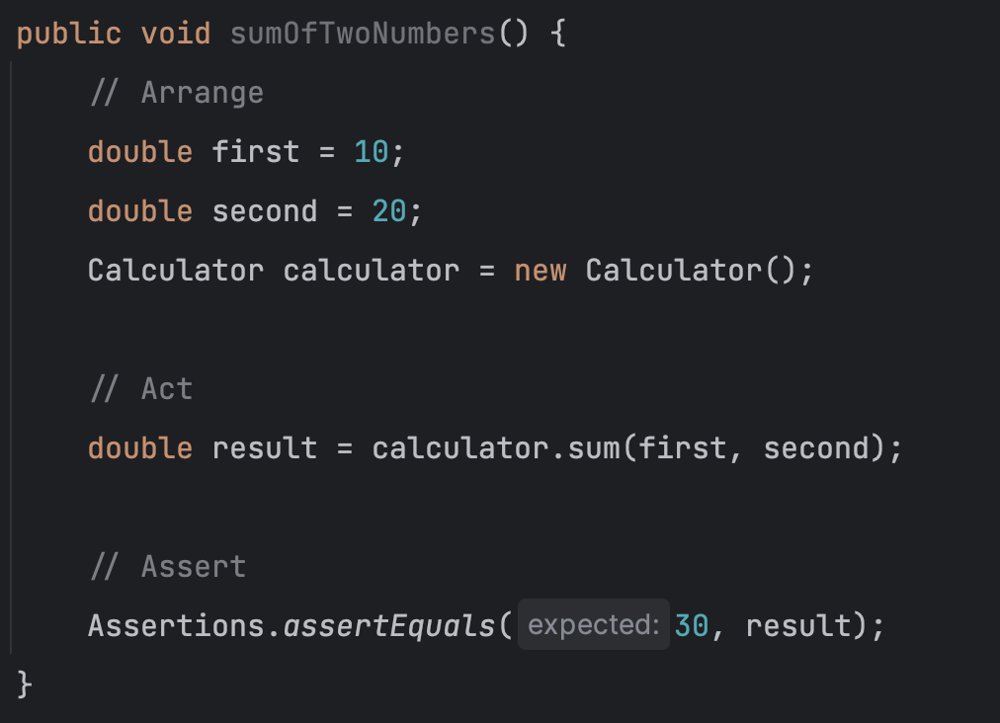 public void sumOfTwoNumbers() {
// Arrange
double first = 10;
double second = 20;
Calculator calculator = new Calculator();
// Act
double result = calculator.sum(first, second);
// Assert
Assertions.assertEquals( expected: 30, result);
}